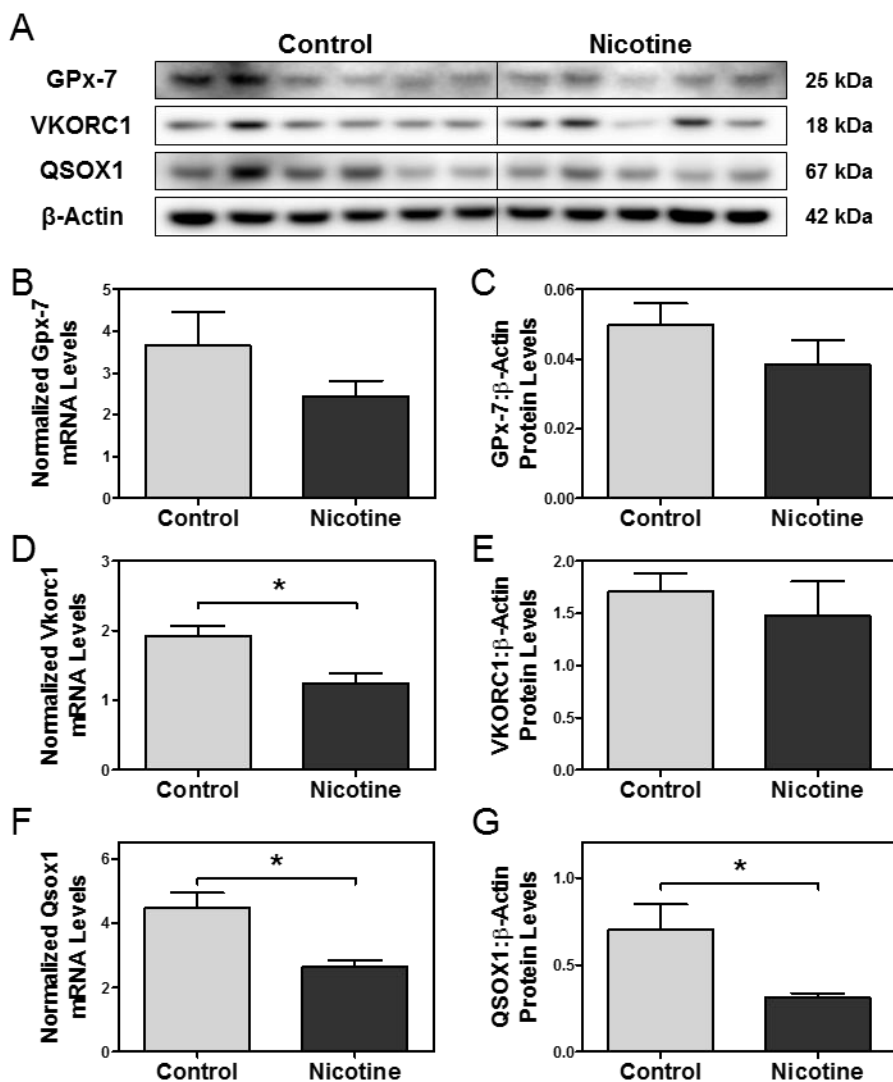 A
Control Nicotine
GPx-7 25 kDa
VKORC1 18 kDa
QSOX1 67 kDa
β-Actin 42 kDa
B
Normalized Gpx-7
mRNA Levels
5
4
3
2
1
0
Control Nicotine
C
GPx-7:β-Actin
Protein Levels
0.06
0.04
0.02
0.00
Control Nicotine
D
Normalized Vkorc1
mRNA Levels
3
2
1
0
*
Control Nicotine
E
VKORC1:β-Actin
Protein Levels
2.0
1.5
1.0
0.5
0.0
Control Nicotine
F
Normalized Qsox1
mRNA Levels
6
4
2
0
*
Control Nicotine
G
QSOX1:β-Actin
Protein Levels
1.0
0.5
0.0
*
Control Nicotine